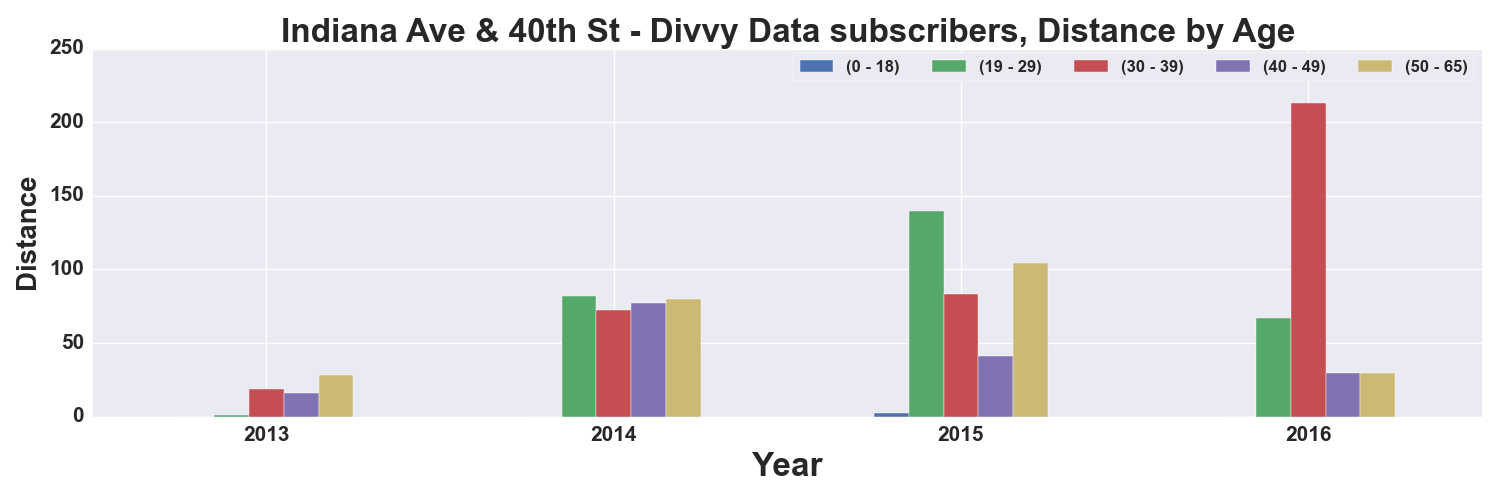 Indiana Ave & 40th St - Divvy Data subscribers, Distance by Age
250
(0 - 18) (19 - 29) (30 - 39) (40 - 49) (50 - 65)
200
150
Distance
100
50
0
2013 2014 2015 2016
Year